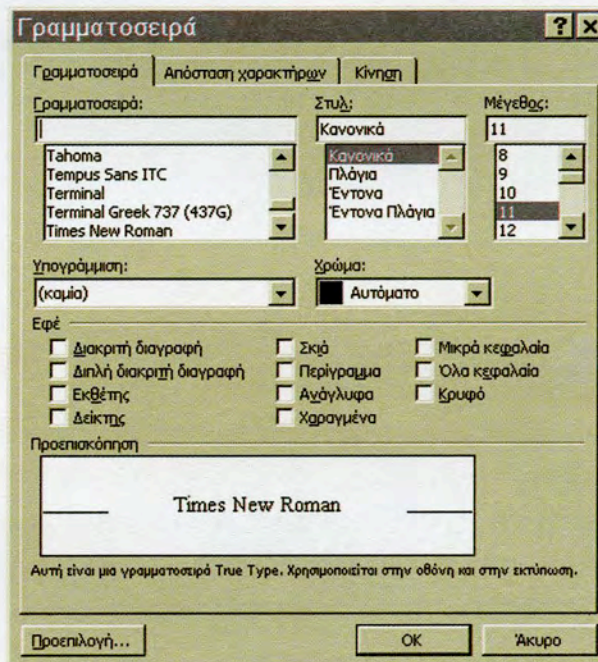 Γραμματοσειρά
Γραμματοσειρά Απόσταση χαρακτήρων Κίνηση
Γραμματοσειρά: Στυλ: Μέγεθος:
Κανονικά 11
Tahoma Κανονικά 8
Tempus Sans ITC Πλάγια 9
Terminal Έντονα 10
Terminal Greek 737 (437G) Έντονα Πλάγια 11
Times New Roman 12
Υπογράμμιση: Χρώμα:
(καμία) Αυτόματο
Εφέ
Διακριτή διαγραφή Σκιά Μικρά κεφαλαία
Διπλή διακριτή διαγραφή Περίγραμμα Όλα κεφαλαία
Εκθέτης Ανάγλυφα Κρυφό
Δείκτης Χαραγμένα
Προεπισκόπηση
Times New Roman
Αυτή είναι μια γραμματοσειρά True Type. Χρησιμοποιείται στην οθόνη και στην εκτύπωση.
Προεπιλογή... OK Άκυρο